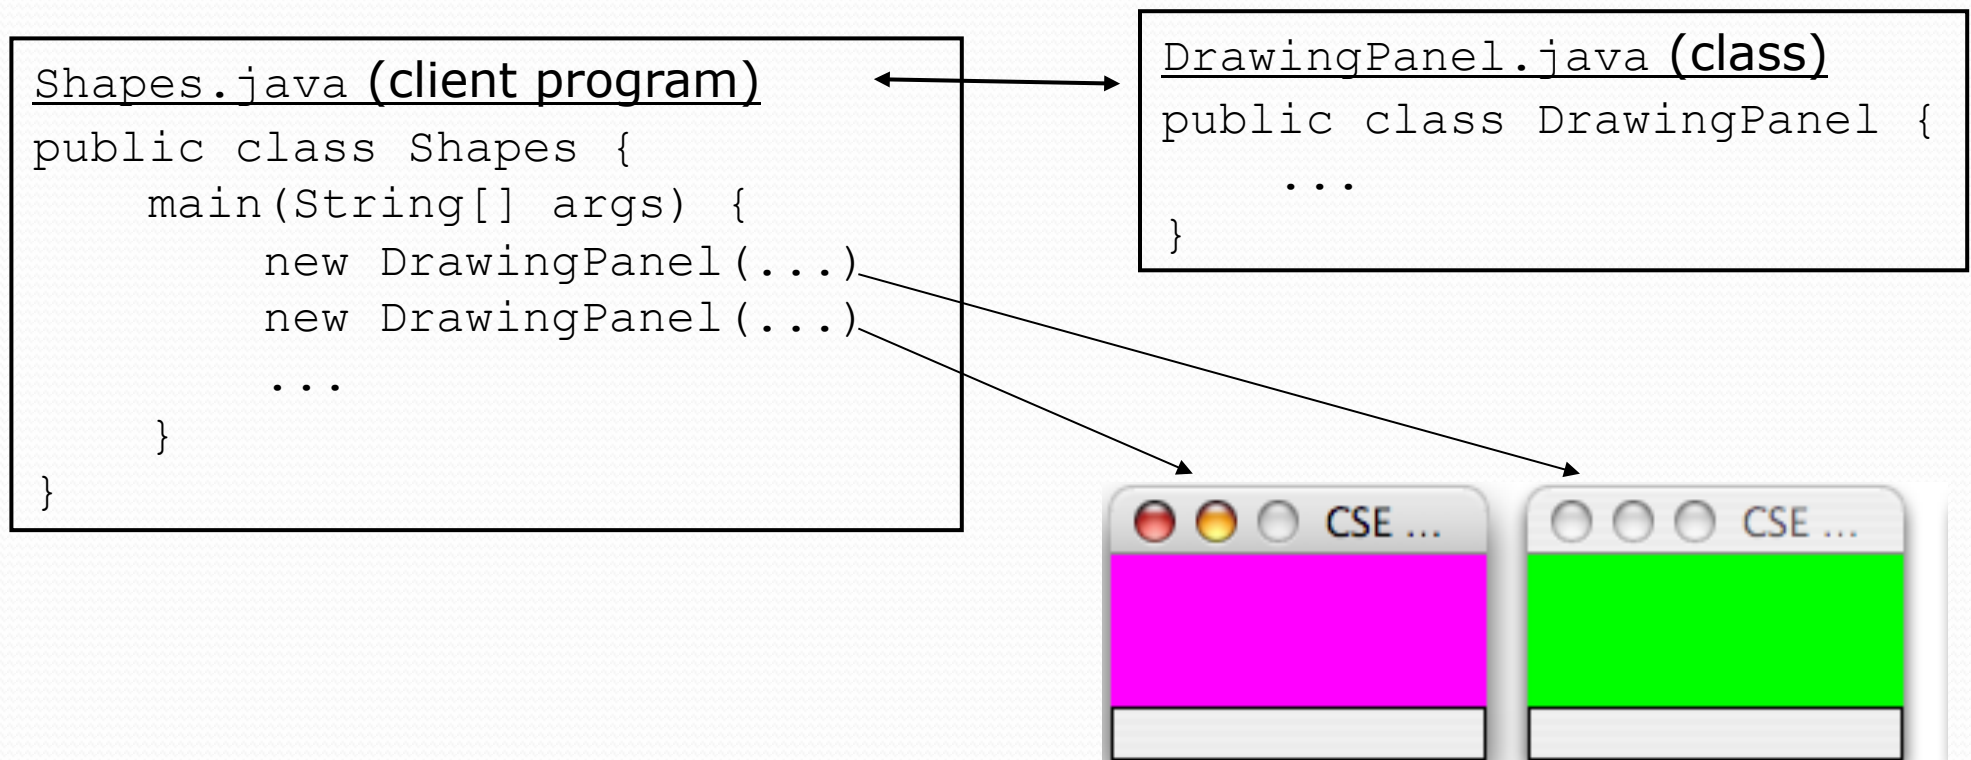 Shapes.java (client program)
public class Shapes {
    main(String[] args) {
        new DrawingPanel(...)
        new DrawingPanel(...)
        ...
    }
}
DrawingPanel.java (class)
public class DrawingPanel {
    ...
}
CSE ...
CSE ...